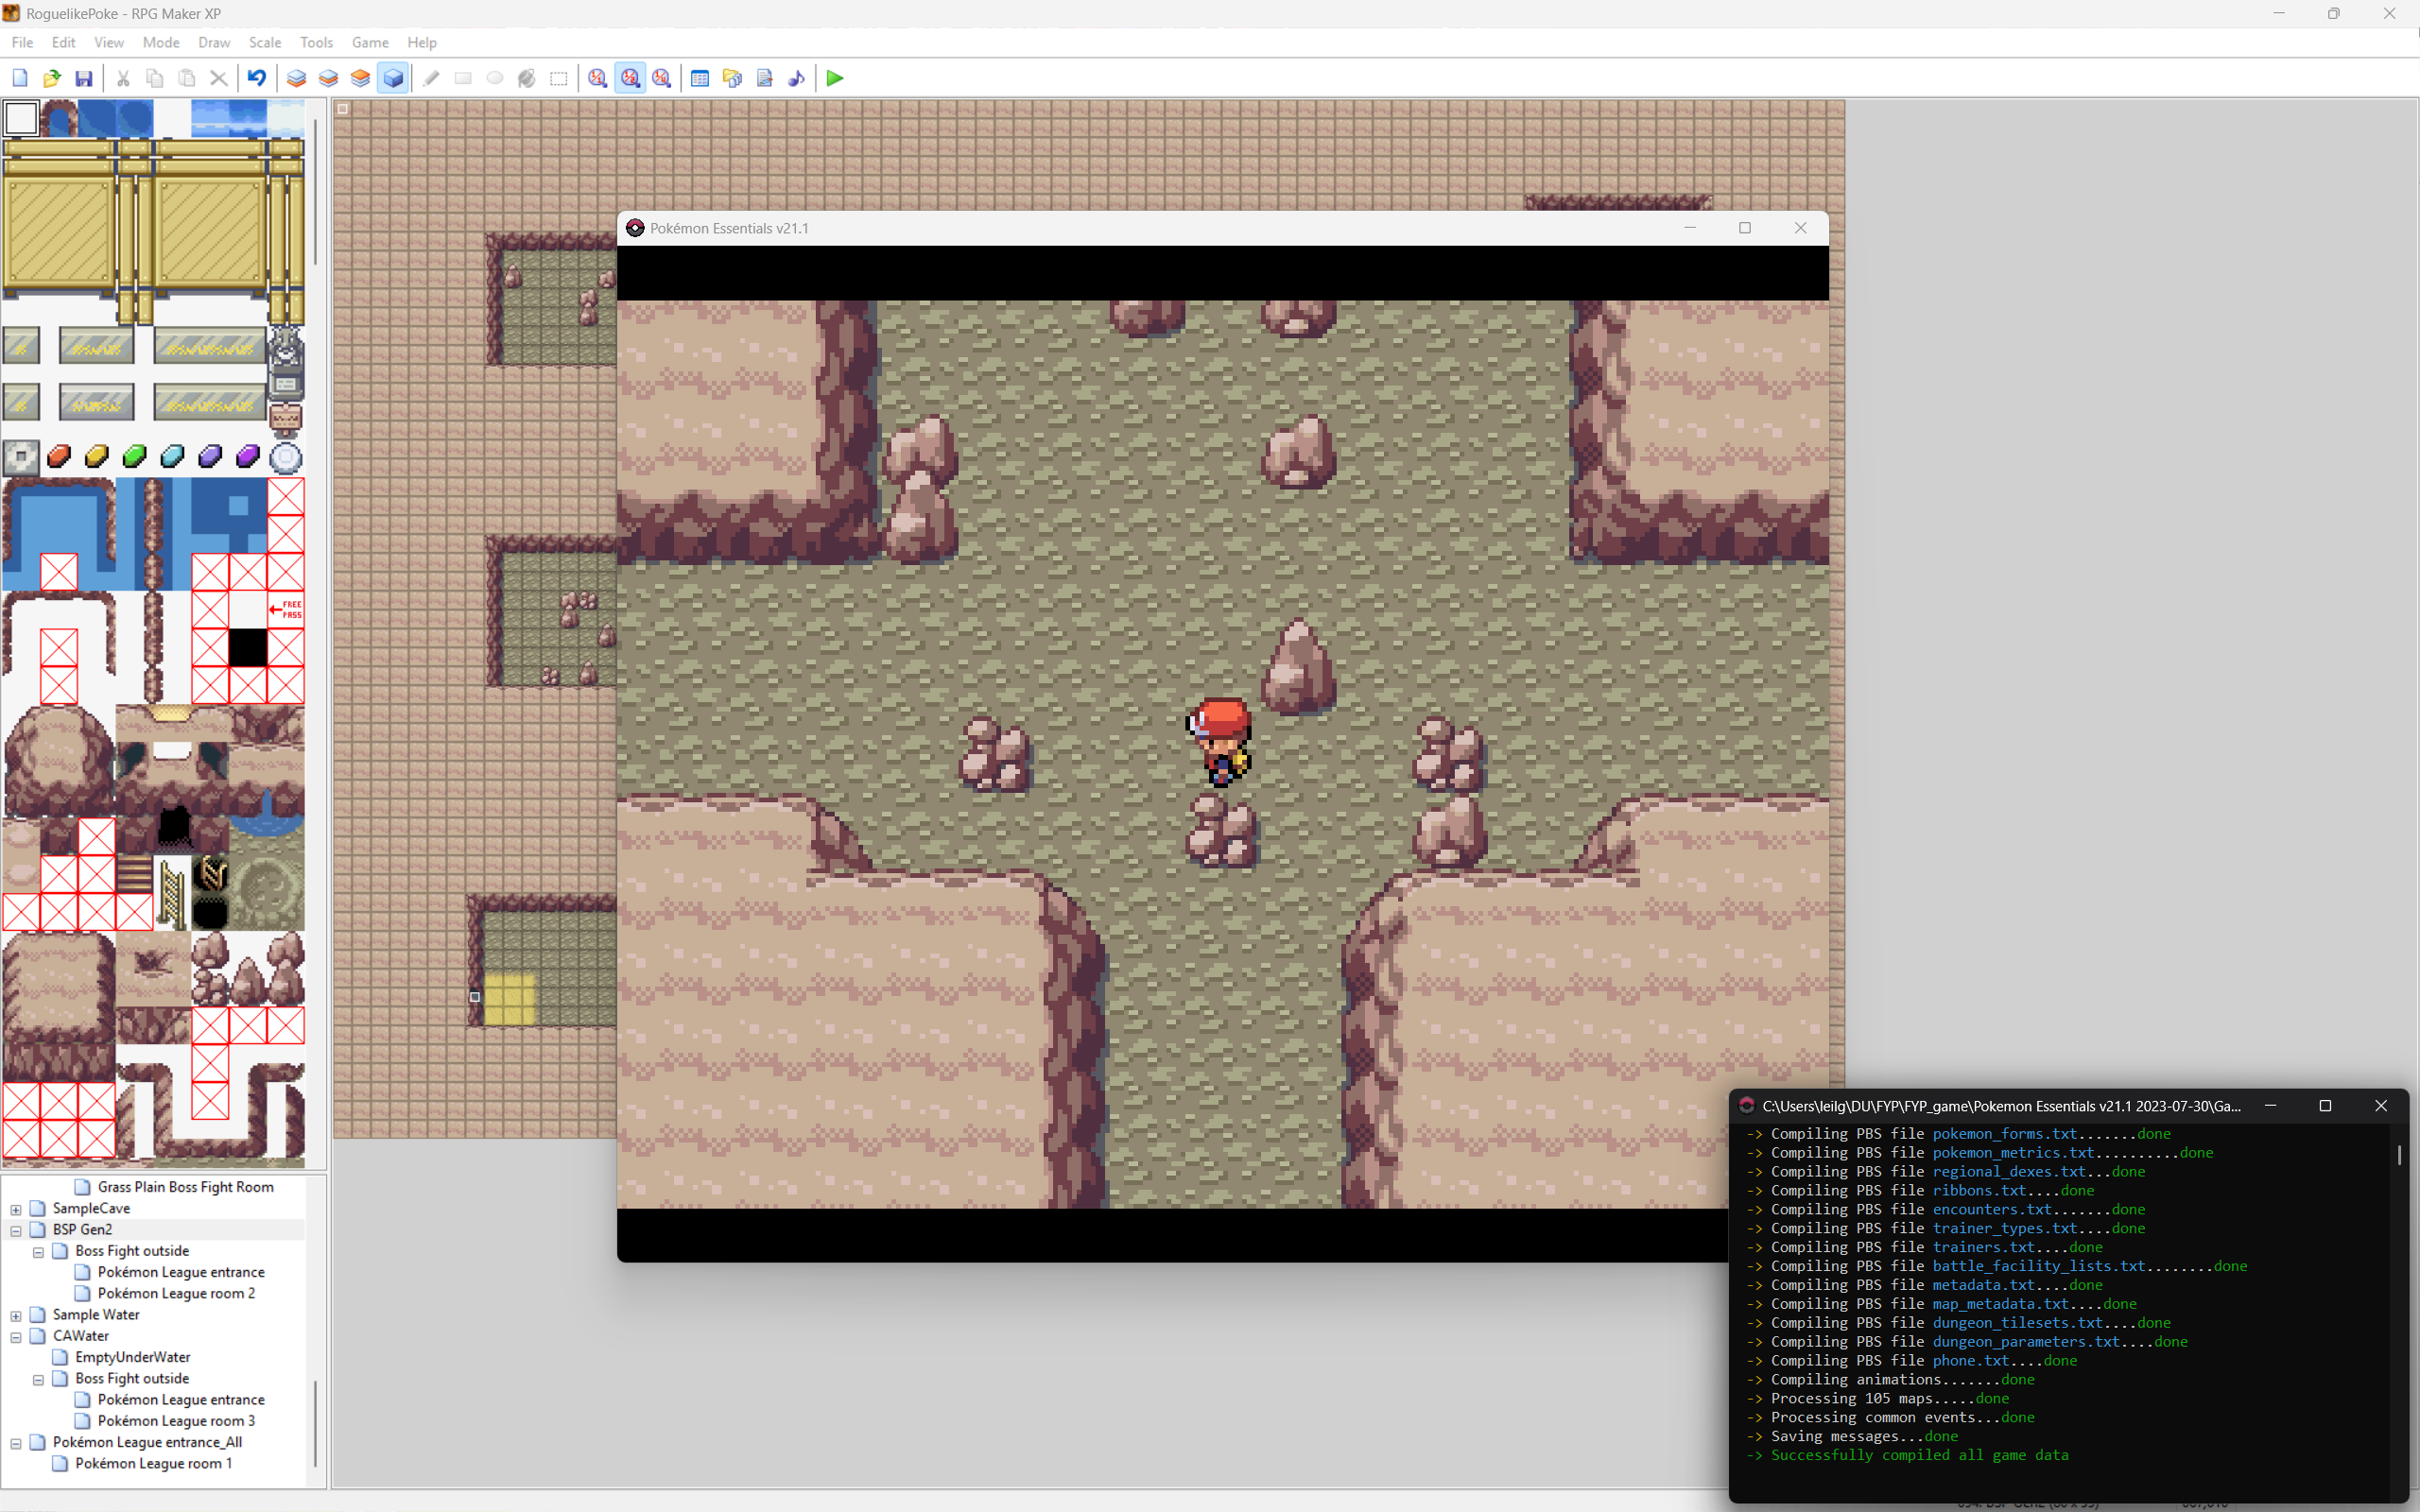 RoguelikePoke - RPG Maker XP
File Edit View Mode Draw Scale Tools Game Help
Pokémon Essentials v21.1
FREE
PASS
Grass Plain Boss Fight Room
SampleCave
BSP Gen2
Boss Fight outside
Pokémon League entrance
Pokémon League room 2
Sample Water
CAWater
EmptyUnderWater
Boss Fight outside
Pokémon League entrance
Pokémon League room 3
Pokémon League entrance_All
Pokémon League room 1
C:\Users\leilg\DU\FYP\FYP_game\Pokemon Essentials v21.1 2023-07-30\Ga...
-> Compiling PBS file pokemon_forms.txt.......done
-> Compiling PBS file pokemon_metrics.txt..........done
-> Compiling PBS file regional_dexes.txt...done
-> Compiling PBS file ribbons.txt....done
-> Compiling PBS file encounters.txt.......done
-> Compiling PBS file trainer_types.txt....done
-> Compiling PBS file trainers.txt....done
-> Compiling PBS file battle_facility_lists.txt........done
-> Compiling PBS file metadata.txt....done
-> Compiling PBS file map_metadata.txt....done
-> Compiling PBS file dungeon_tilesets.txt....done
-> Compiling PBS file dungeon_parameters.txt....done
-> Compiling PBS file phone.txt....done
-> Compiling animations.......done
-> Processing 105 maps.....done
-> Processing common events...done
-> Saving messages...done
-> Successfully compiled all game data